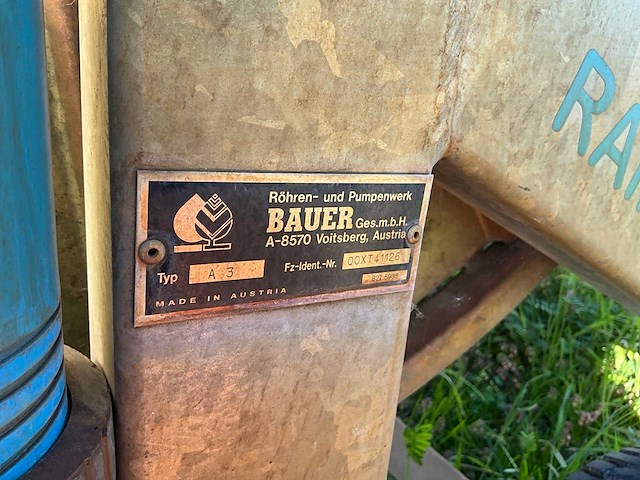 Röhren- und Pumpenwerk
BAUER Ges.m.b.H.
A-8570 Voitsberg, Austria
Typ A 3 Fz-Ident.-Nr. 00XT41126
MADE IN AUSTRIA
RA